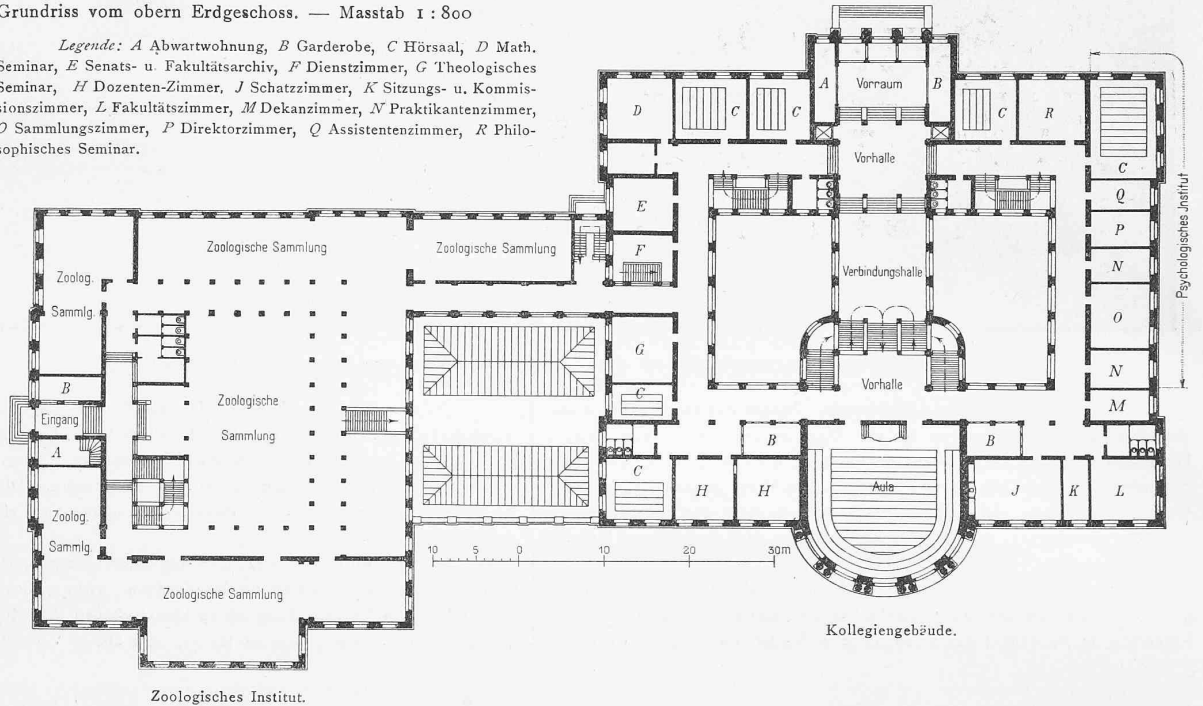 Grundriss vom obern Erdgeschoss. — Masstab 1 : 800
Legende: A Abwartwohnung, B Garderobe, C Hörsaal, D Math.
Seminar, E Senats- u. Fakultätsarchiv, F Dienstzimmer, G Theologisches
Seminar, H Dozenten-Zimmer, J Schatzzimmer, K Sitzungs- u. Kommis-
sionszimmer, L Fakultätszimmer, M Dekanzimmer, N Praktikantenzimmer,
O Sammlungszimmer, P Direktorzimmer, Q Assistentenzimmer, R Philo-
sophisches Seminar.
A
Vorraum
B
D
C
C
C
R
C
Vorhalle
Q
E
P
Psychologisches Institut
Zoologische Sammlung
Zoologische Sammlung
F
N
Zoolog.
Sammlg.
Verbindungshalle
O
G
N
B
C
Vorhalle
M
Eingang
Zoologische
Sammlung
A
B
B
C
H
H
Aula
J
K
L
Zoolog.
Sammlg.
10 5 0 10 20 30m
Zoologische Sammlung
Kollegiengebäude.
Zoologisches Institut.